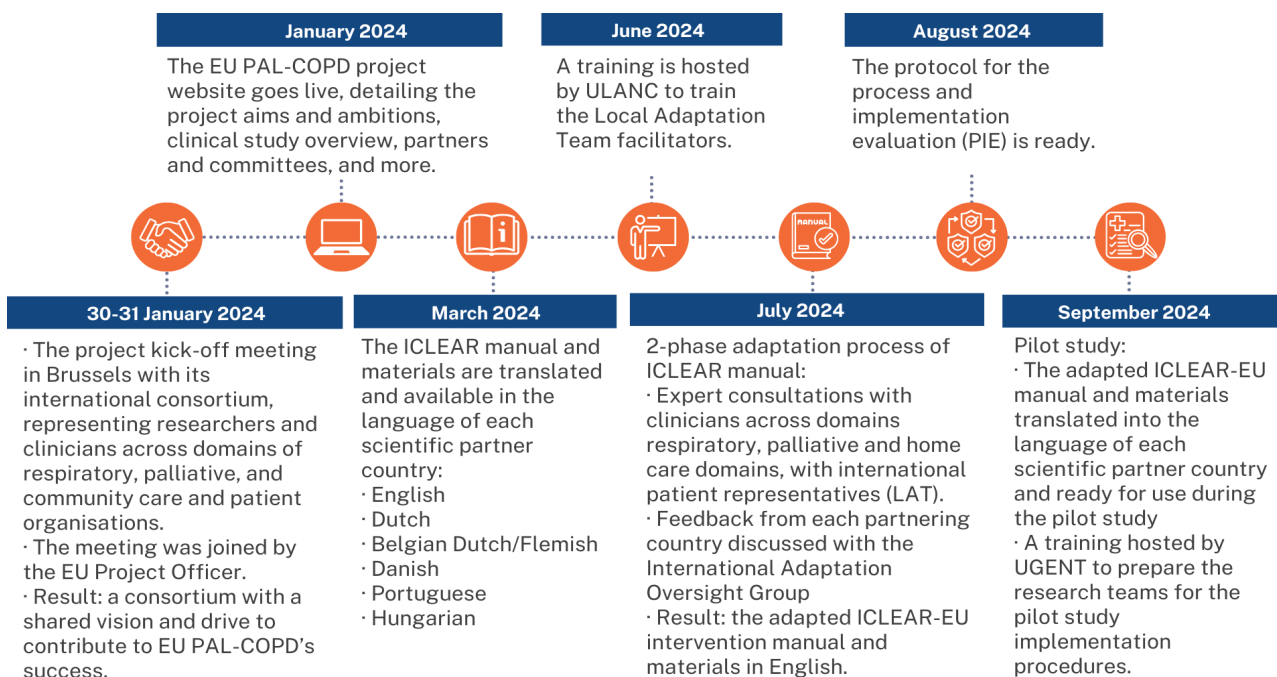 January 2024
The EU PAL-COPD project
website goes live, detailing the
project aims and ambitions,
clinical study overview, partners
and committees, and more.
June 2024
A training is hosted
by ULANC to train
the Local Adaptation
Team facilitators.
August 2024
The protocol for the
process and
implementation
evaluation (PIE) is ready.
i
MANUAL
30-31 January 2024
· The project kick-off meeting
in Brussels with its
international consortium,
representing researchers and
clinicians across domains of
respiratory, palliative, and
community care and patient
organisations.
· The meeting was joined by
the EU Project Officer.
· Result: a consortium with a
shared vision and drive to
contribute to EU PAL-COPD’s
success.
March 2024
The ICLEAR manual and
materials are translated
and available in the
language of each
scientific partner
country:
· English
· Dutch
· Belgian Dutch/Flemish
· Danish
· Portuguese
· Hungarian
July 2024
2-phase adaptation process of
ICLEAR manual:
· Expert consultations with
clinicians across domains
respiratory, palliative and home
care domains, with international
patient representatives (LAT).
· Feedback from each partnering
country discussed with the
International Adaptation
Oversight Group
· Result: the adapted ICLEAR-EU
intervention manual and
materials in English.
September 2024
Pilot study:
· The adapted ICLEAR-EU
manual and materials
translated into the
language of each
scientific partner country
and ready for use during
the pilot study
· A training hosted by
UGENT to prepare the
research teams for the
pilot study
implementation
procedures.